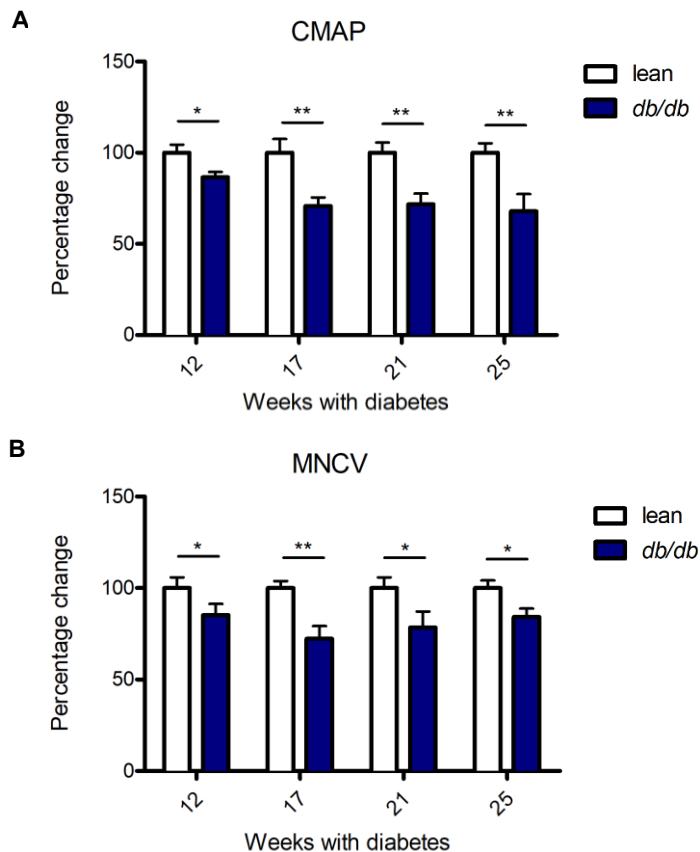 A
CMAP
150
100
50
0
Percentage change
* ** ** **
lean
db/db
12 17 21 25
Weeks with diabetes
B
MNCV
150
100
50
0
Percentage change
* ** * *
lean
db/db
12 17 21 25
Weeks with diabetes